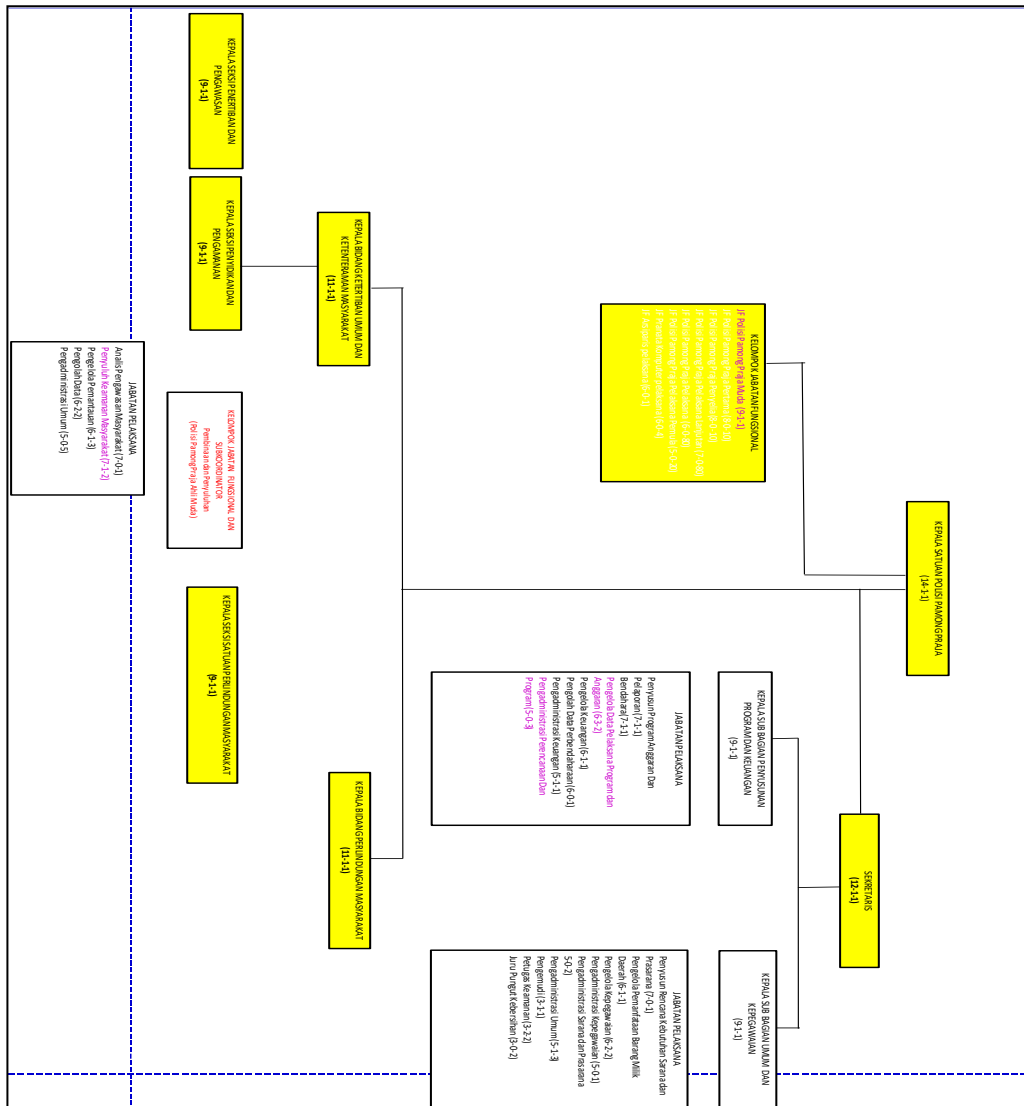 KEPALA SATUAN POLISI PAMONG PRAJA
(14-1-1)
KELOMPOK JABATAN FUNGSIONAL
JF Polisi Pamong Praja Muda (9-1-1)
SEKRETARIS
(12-1-1)
KEPALA SUB BAGIAN PENYUSUNAN
PROGRAM DAN KEUANGAN
(9-1-1)
KEPALA SUB BAGIAN UMUM DAN
KEPEGAWAIAN
(9-1-1)
JABATAN PELAKSANA
Penyusun Program Anggaran Dan
Pelaporan (7-1-1)
Bendahara (7-1-1)
Pengelola Data Pelaksana Program dan
Anggaran (6-3-2)
Pengelola Keuangan (6-1-1)
Pengolah Data Perbendaharaan (6-0-1)
Pengadministrasi Keuangan (5-1-1)
Pengadministrasi Perencanaan Dan
Program (5-0-3)
JABATAN PELAKSANA
Penyusun Rencana Kebutuhan Sarana dan
Prasarana (7-0-1)
Pengelola Pemanfataan Barang Milik
Daerah (6-1-1)
Pengelola Kepegawaian (6-2-2)
Pengadministrasi Kepegawaian (5-0-1)
Pengadministrasi Sarana dan Prasarana
5-0-2)
Pengadministrasi Umum (5-1-3)
Pengemudi (3-1-1)
Petugas Keamanan (3-2-2)
Juru Pungut Kebersihan (3-0-2)
KEPALA BIDANG KETERTIBAN UMUM DAN
KETENTERAMAN MASYARAKAT
(11-1-1)
KEPALA BIDANG PERLINDUNGAN MASYARAKAT
(11-1-1)
KEPALA SEKSI PENERTIBAN DAN
PENGAWASAN
(9-1-1)
KEPALA SEKSI PENYIDIKAN DAN
PENGAMANAN
(9-1-1)
KELOMPOK JABATAN FUNGSIONAL DAN
SUBKOORDINATOR
Pembinaan dan Penyuluhan
(Polisi Pamong Praja Ahli Muda)
KEPALA SEKSI SATUAN PERLINDUNGAN MASYARAKAT
(9-1-1)
JABATAN PELAKSANA
Analis Pengawasan Masyarakat (7-0-1)
Penyuluh Keamanan Masyarakat (7-1-2)
Pengelola Pemantauan (6-1-3)
Pengolah Data (6-2-2)
Pengadministrasi Umum (5-0-5)